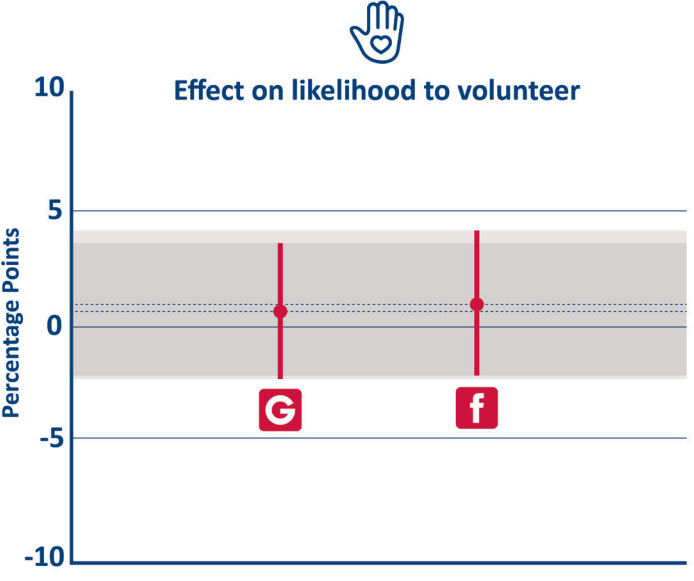 Effect on likelihood to volunteer
10
5
0
-5
-10
Percentage Points
G
f